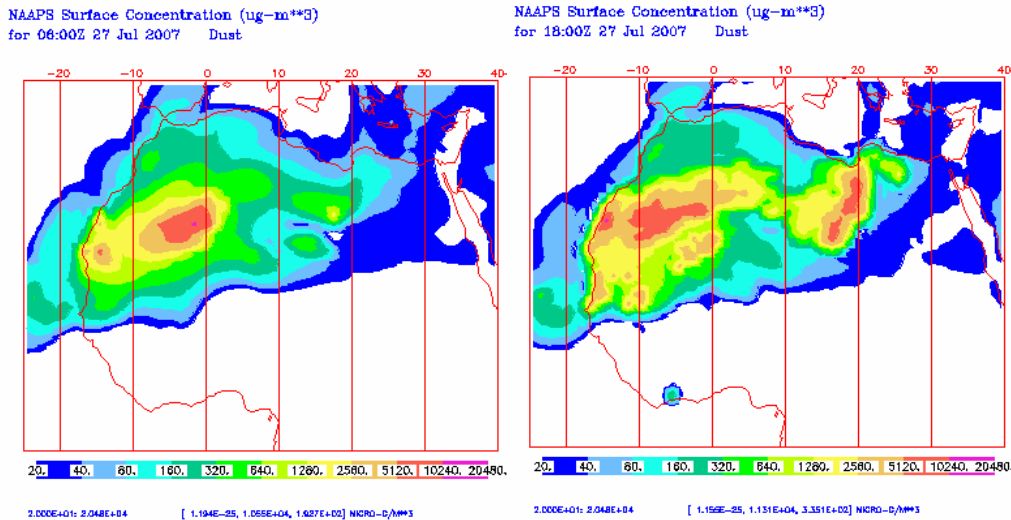 NAAPS Surface Concentration (ug-m**3)
for 06:00Z 27 Jul 2007 Dust
-20 -10 0 10 20 30 40
20. 40. 60. 160. 320. 640. 1260. 2560. 5120. 10240. 20480.
2.000E+01: 2.048E+04 [ 1.194E-25, 1.055E+04, 1.927E+02] MICRO-G/M**3
NAAPS Surface Concentration (ug-m**3)
for 18:00Z 27 Jul 2007 Dust
-20 -10 0 10 20 30 40
20. 40. 60. 160. 320. 640. 1260. 2560. 5120. 10240. 20480.
2.000E+01: 2.048E+04 [ 1.155E-25, 1.131E+04, 3.351E+02] MICRO-G/M**3